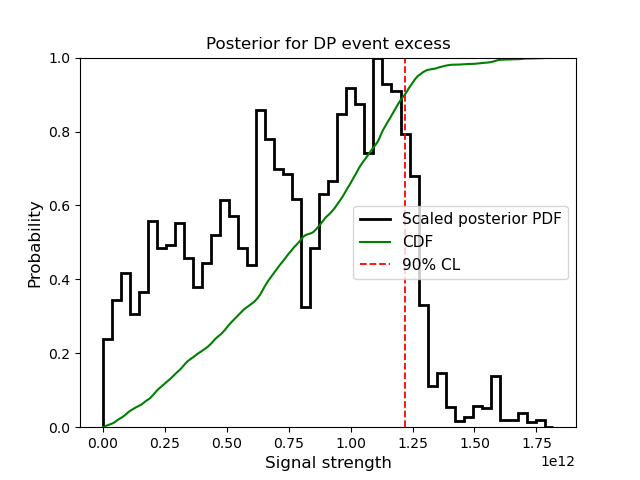 Posterior for DP event excess
Probability
1.0
0.8
0.6
0.4
0.2
0.0
Scaled posterior PDF
CDF
90% CL
0.00 0.25 0.50 0.75 1.00 1.25 1.50 1.75
1e12
Signal strength